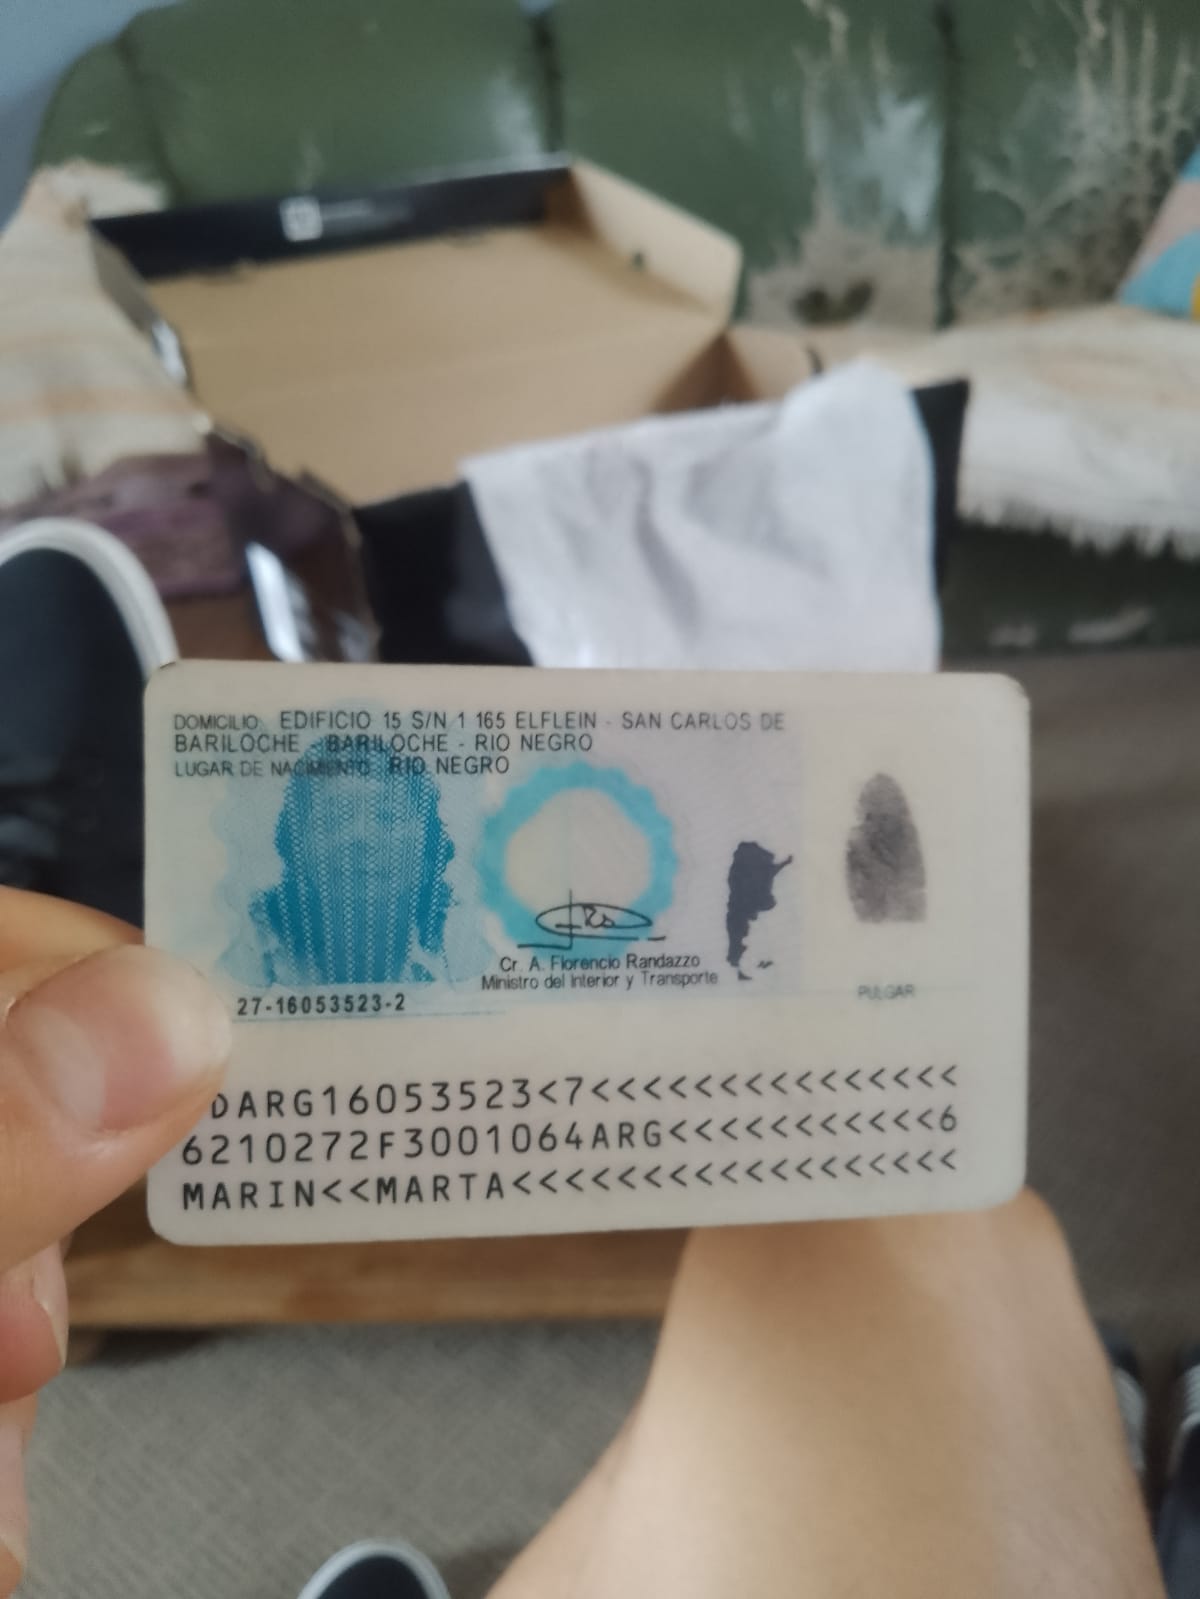 DOMICILIO: EDIFICIO 15 S/N 1 165 ELFLEIN - SAN CARLOS DE
BARILOCHE - BARILOCHE - RIO NEGRO
LUGAR DE NACIMIENTO: RIO NEGRO
Cr. A. Florencio Randazzo
Ministro del Interior y Transporte
PULGAR
27-16053523-2
DARG16053523<7<<<<<<<<<<<<<<<
6210272F3001064ARG<<<<<<<<<<<6
MARIN<<MARTA<<<<<<<<<<<<<<<<<<